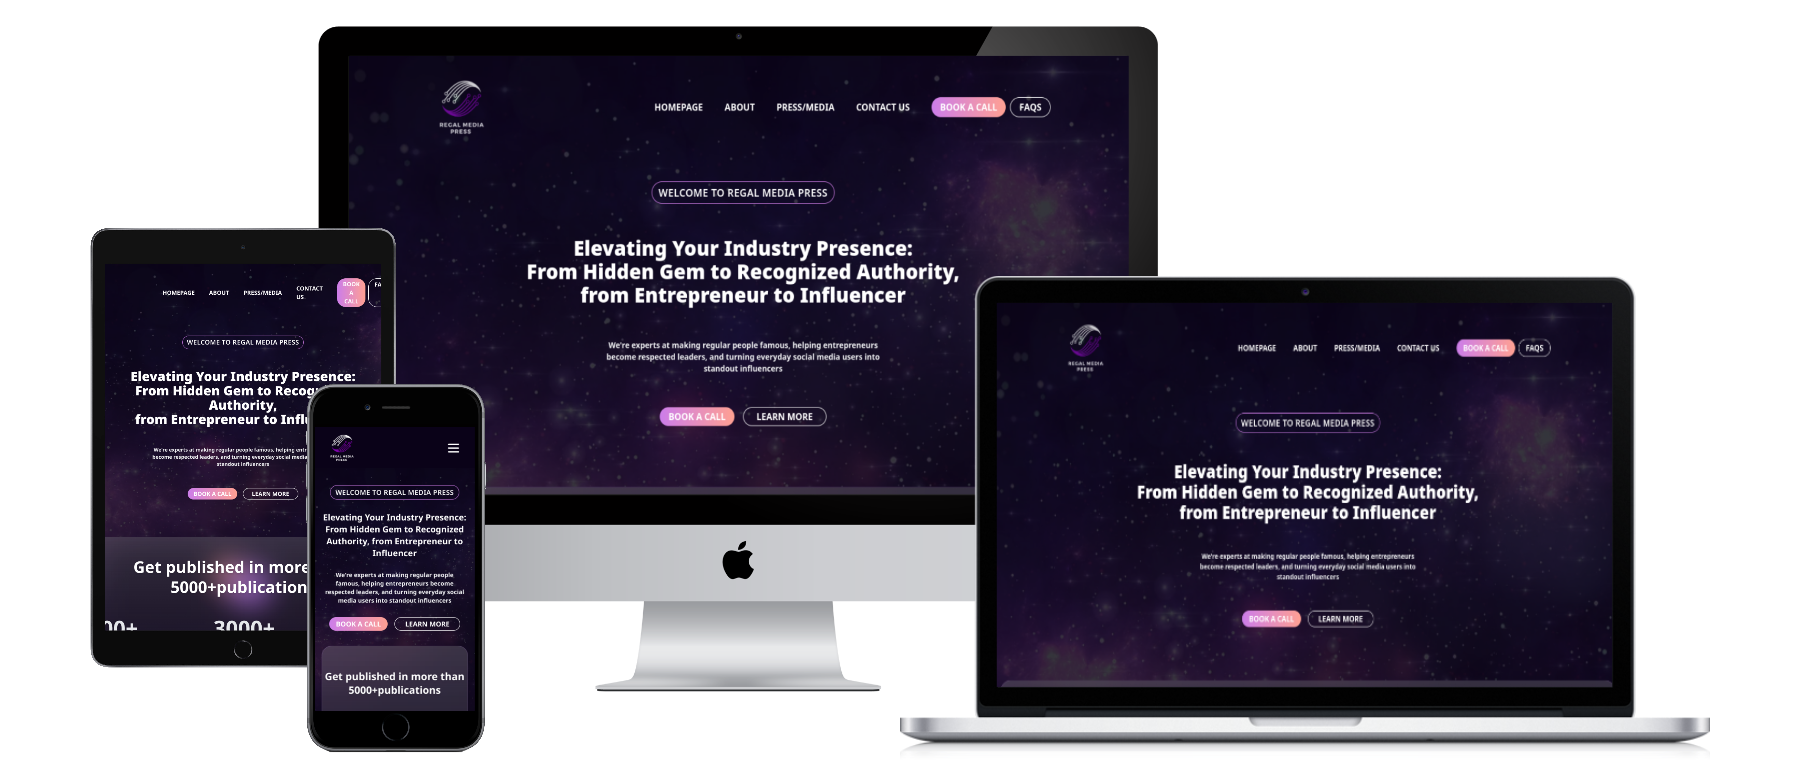 REGAL MEDIA
PRESS
HOMEPAGE ABOUT PRESS/MEDIA CONTACT US BOOK A CALL FAQS
WELCOME TO REGAL MEDIA PRESS
Elevating Your Industry Presence:
From Hidden Gem to Recognized Authority,
from Entrepreneur to Influencer
We're experts at making regular people famous, helping entrepreneurs
become respected leaders, and turning everyday social media users into
standout influencers
BOOK A CALL LEARN MORE
HOMEPAGE ABOUT PRESS/MEDIA CONTACT
US
BOOK
A
CALL
FA
WELCOME TO REGAL MEDIA PRESS
Elevating Your Industry Presence:
From Hidden Gem to Recog
Authority,
from Entrepreneur to Influ
We're experts at making regular people famous, helping entr
become respected leaders, and turning everyday social media
standout influencers
BOOK A CALL LEARN MORE
Get published in more
5000+publication
00+ 3000+
REGAL MEDIA
PRESS
WELCOME TO REGAL MEDIA PRESS
Elevating Your Industry Presence:
From Hidden Gem to Recognized
Authority, from Entrepreneur to
Influencer
We're experts at making regular people
famous, helping entrepreneurs become
respected leaders, and turning everyday social
media users into standout influencers
BOOK A CALL LEARN MORE
Get published in more than
5000+publications
REGAL MEDIA
PRESS
HOMEPAGE ABOUT PRESS/MEDIA CONTACT US BOOK A CALL FAQS
WELCOME TO REGAL MEDIA PRESS
Elevating Your Industry Presence:
From Hidden Gem to Recognized Authority,
from Entrepreneur to Influencer
We're experts at making regular people famous, helping entrepreneurs
become respected leaders, and turning everyday social media users into
standout influencers
BOOK A CALL LEARN MORE